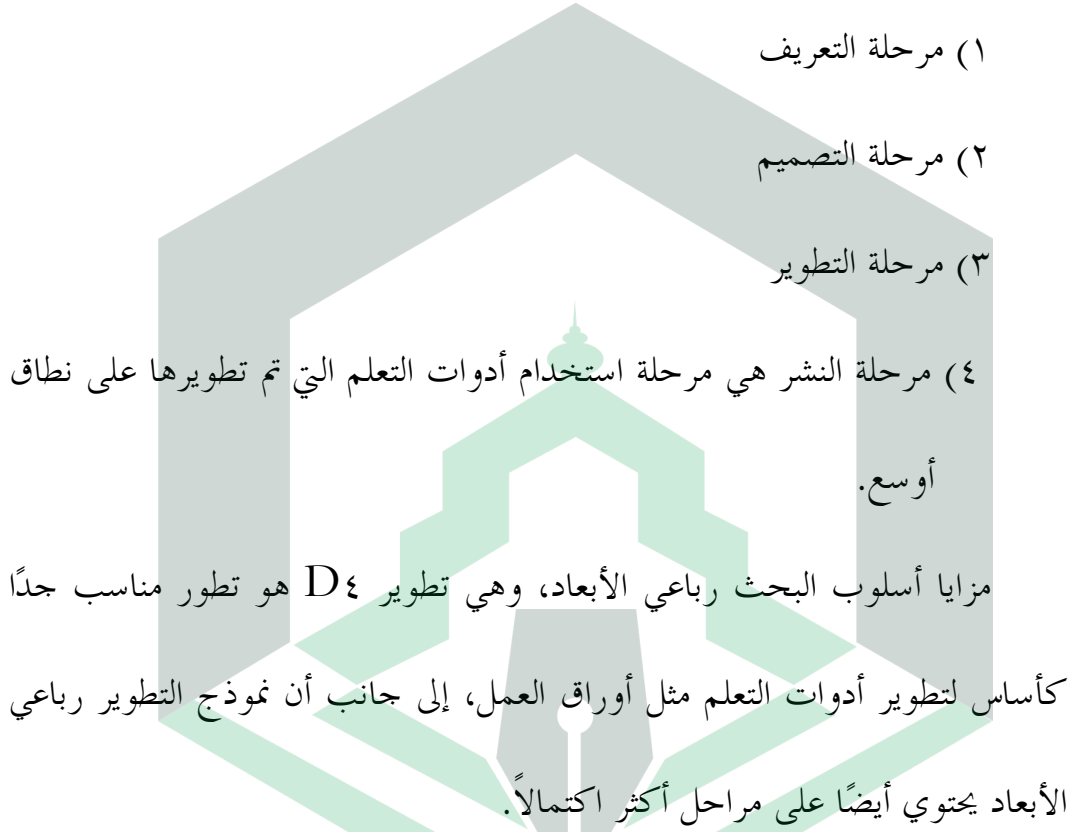 ١) مرحلة التعريف
٢) مرحلة التصميم
٣) مرحلة التطوير
٤) مرحلة النشر هي مرحلة استخدام أدوات التعلم التي تم تطويرها على نطاق
أوسع.
مزايا أسلوب البحث رباعي الأبعاد، وهي تطوير D٤ هو تطور مناسب جدًا
كأساس لتطوير أدوات التعلم مثل أوراق العمل، إلى جانب أن نموذج التطوير رباعي
الأبعاد يحتوي أيضًا على مراحل أكثر اكتمالاً.